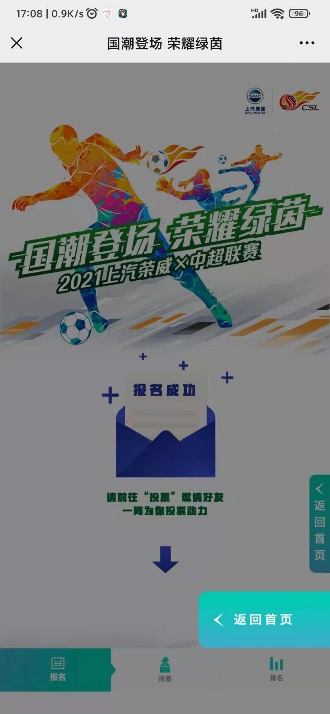 17:08 | 0.9K/s
HD
96
国潮登场 荣耀绿茵
上汽集团
CSL
国潮登场 荣耀绿茵
2021上汽荣威×中超联赛
报名成功
请前往“投票”邀请好友
一同为你投票助力
返回首页
返回首页
报名
投票
排名